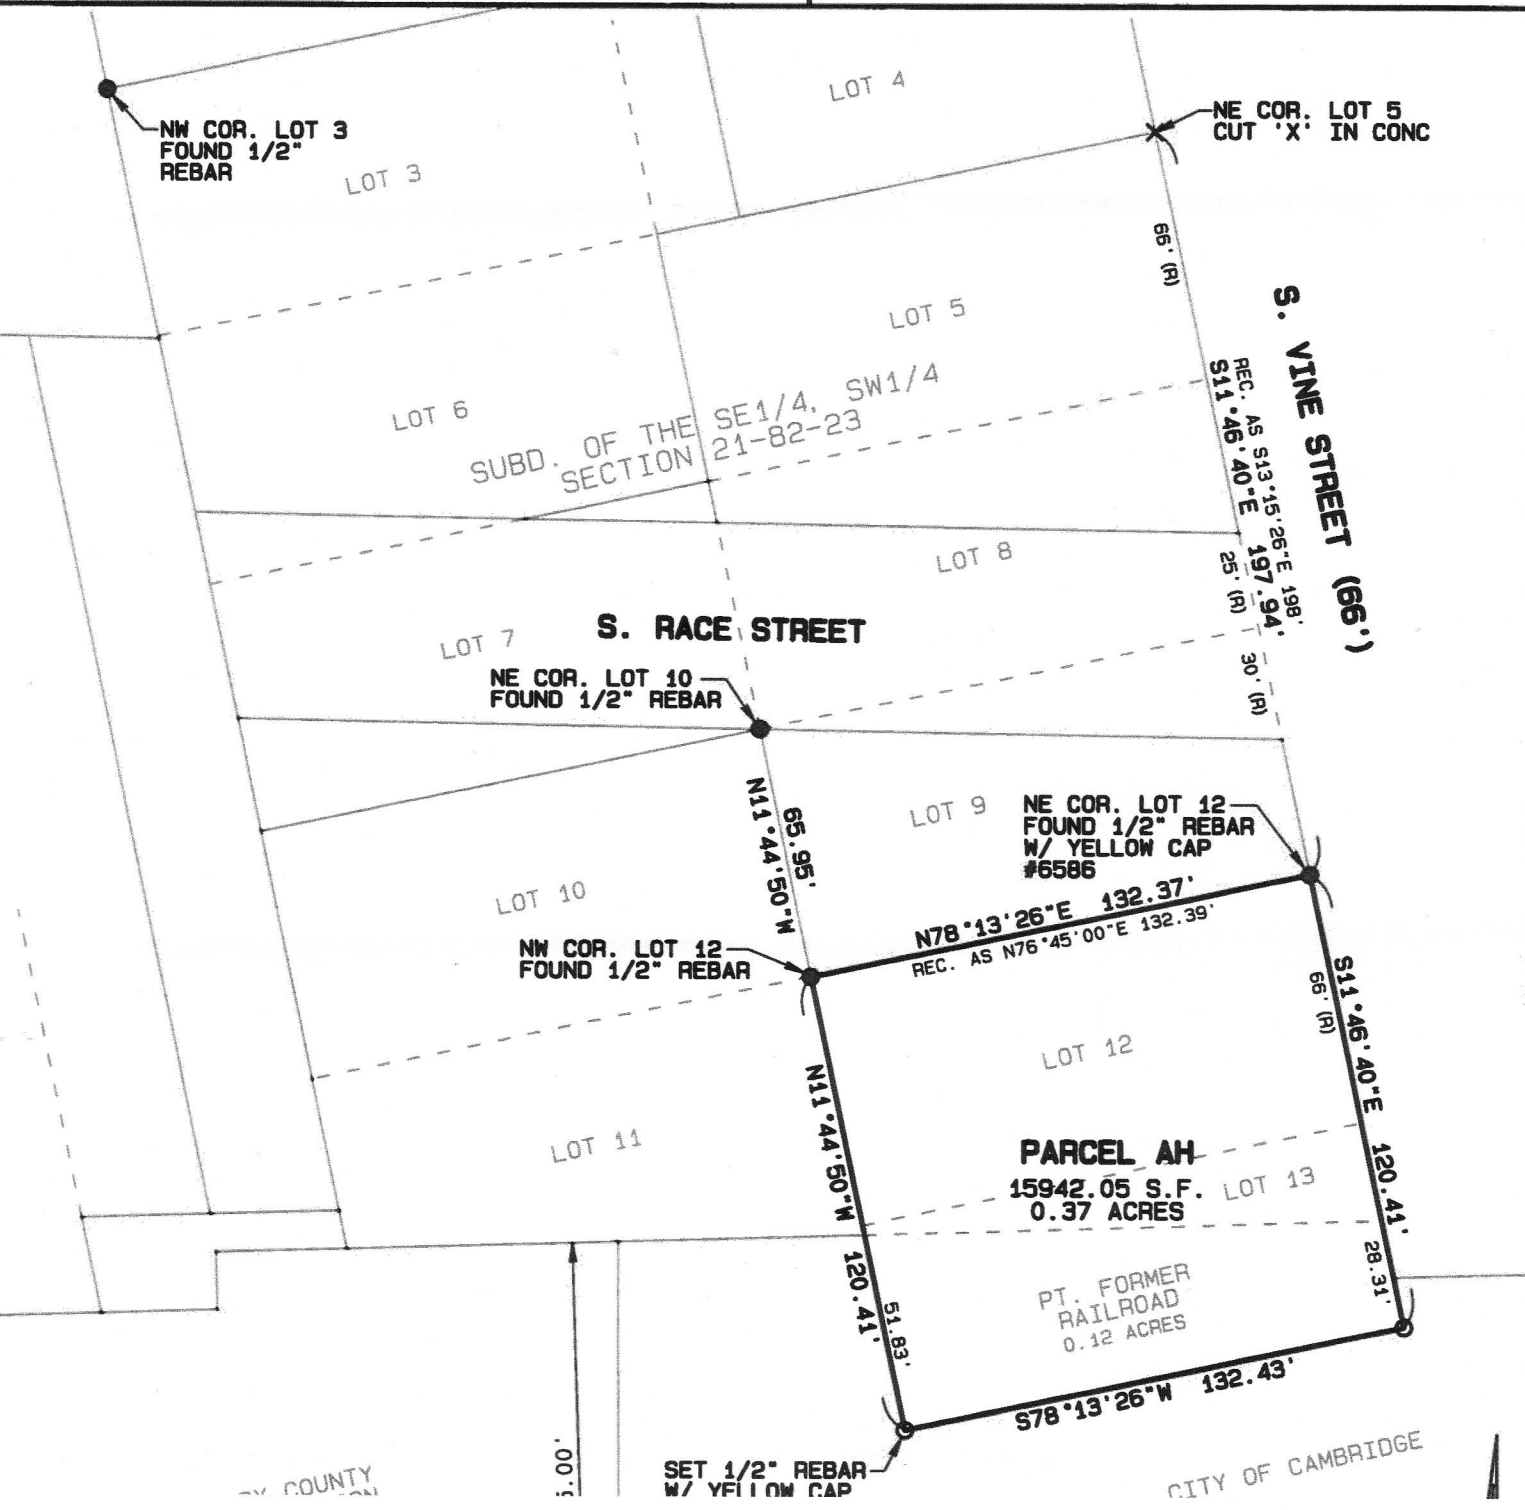 LOT 4
NE COR. LOT 5
CUT 'X' IN CONC
NW COR. LOT 3
FOUND 1/2"
REBAR
LOT 3
66' (R)
LOT 5
S. VINE STREET (66')
REC. AS S13°15'26"E 198'
S11°46'40"E 197.94'
LOT 6
SUBD. OF THE SE1/4, SW1/4
SECTION 21-82-23
LOT 8
25' (R)
LOT 7
S. RACE STREET
30' (R)
NE COR. LOT 10
FOUND 1/2" REBAR
N11°44'50"W
65.95'
LOT 9
NE COR. LOT 12
FOUND 1/2" REBAR
W/ YELLOW CAP
#6586
LOT 10
N78°13'26"E 132.37'
REC. AS N76°45'00"E 132.39'
NW COR. LOT 12
FOUND 1/2" REBAR
S11°46'40"E 120.41'
66' (R)
LOT 12
N11°44'50"W 120.41'
LOT 11
PARCEL AH
15942.05 S.F.
0.37 ACRES
LOT 13
28.31'
51.83'
PT. FORMER
RAILROAD
0.12 ACRES
S78°13'26"W 132.43'
SET 1/2" REBAR
W/ YELLOW CAP
CITY OF CAMBRIDGE
5.00'
COUNTY